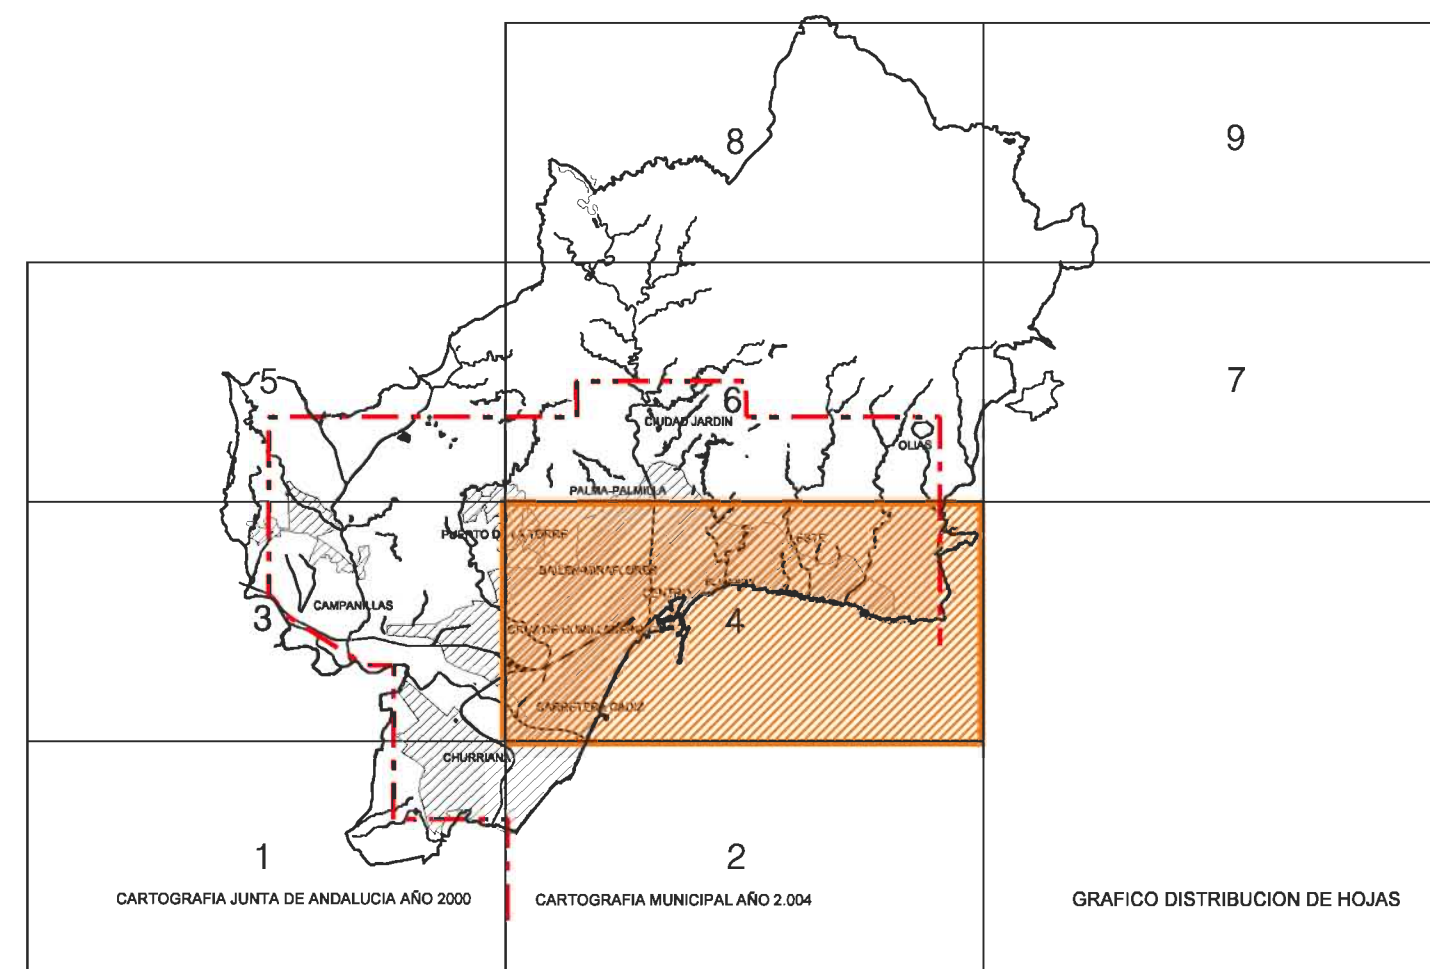 8
9
5
6
7
CIUDAD JARDIN
OLIAS
PALMA-PALMILLA
PUERTO DE LA TORRE
ESTE
BAILEN-MIRAFLORES
CENTRO
CAMPANILLAS
3
4
CRUZ DE HUMILLADERO
CARRETERA CADIZ
CHURRIANA
1
2
CARTOGRAFIA JUNTA DE ANDALUCIA AÑO 2000
CARTOGRAFIA MUNICIPAL AÑO 2.004
GRAFICO DISTRIBUCION DE HOJAS